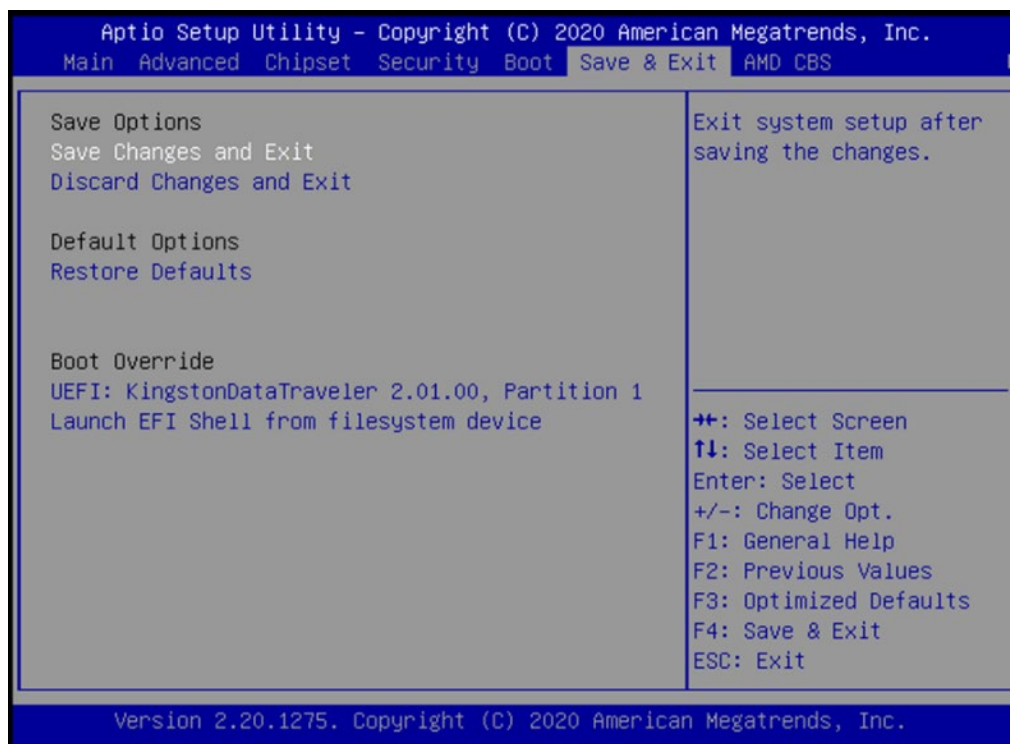 Aptio Setup Utility – Copyright (C) 2020 American Megatrends, Inc.
Main Advanced Chipset Security Boot Save & Exit AMD CBS
Save Options
Save Changes and Exit
Discard Changes and Exit
Default Options
Restore Defaults
Boot Override
UEFI: KingstonDataTraveler 2.01.00, Partition 1
Launch EFI Shell from filesystem device
Exit system setup after
saving the changes.
→←: Select Screen
↑↓: Select Item
Enter: Select
+/-: Change Opt.
F1: General Help
F2: Previous Values
F3: Optimized Defaults
F4: Save & Exit
ESC: Exit
Version 2.20.1275. Copyright (C) 2020 American Megatrends, Inc.